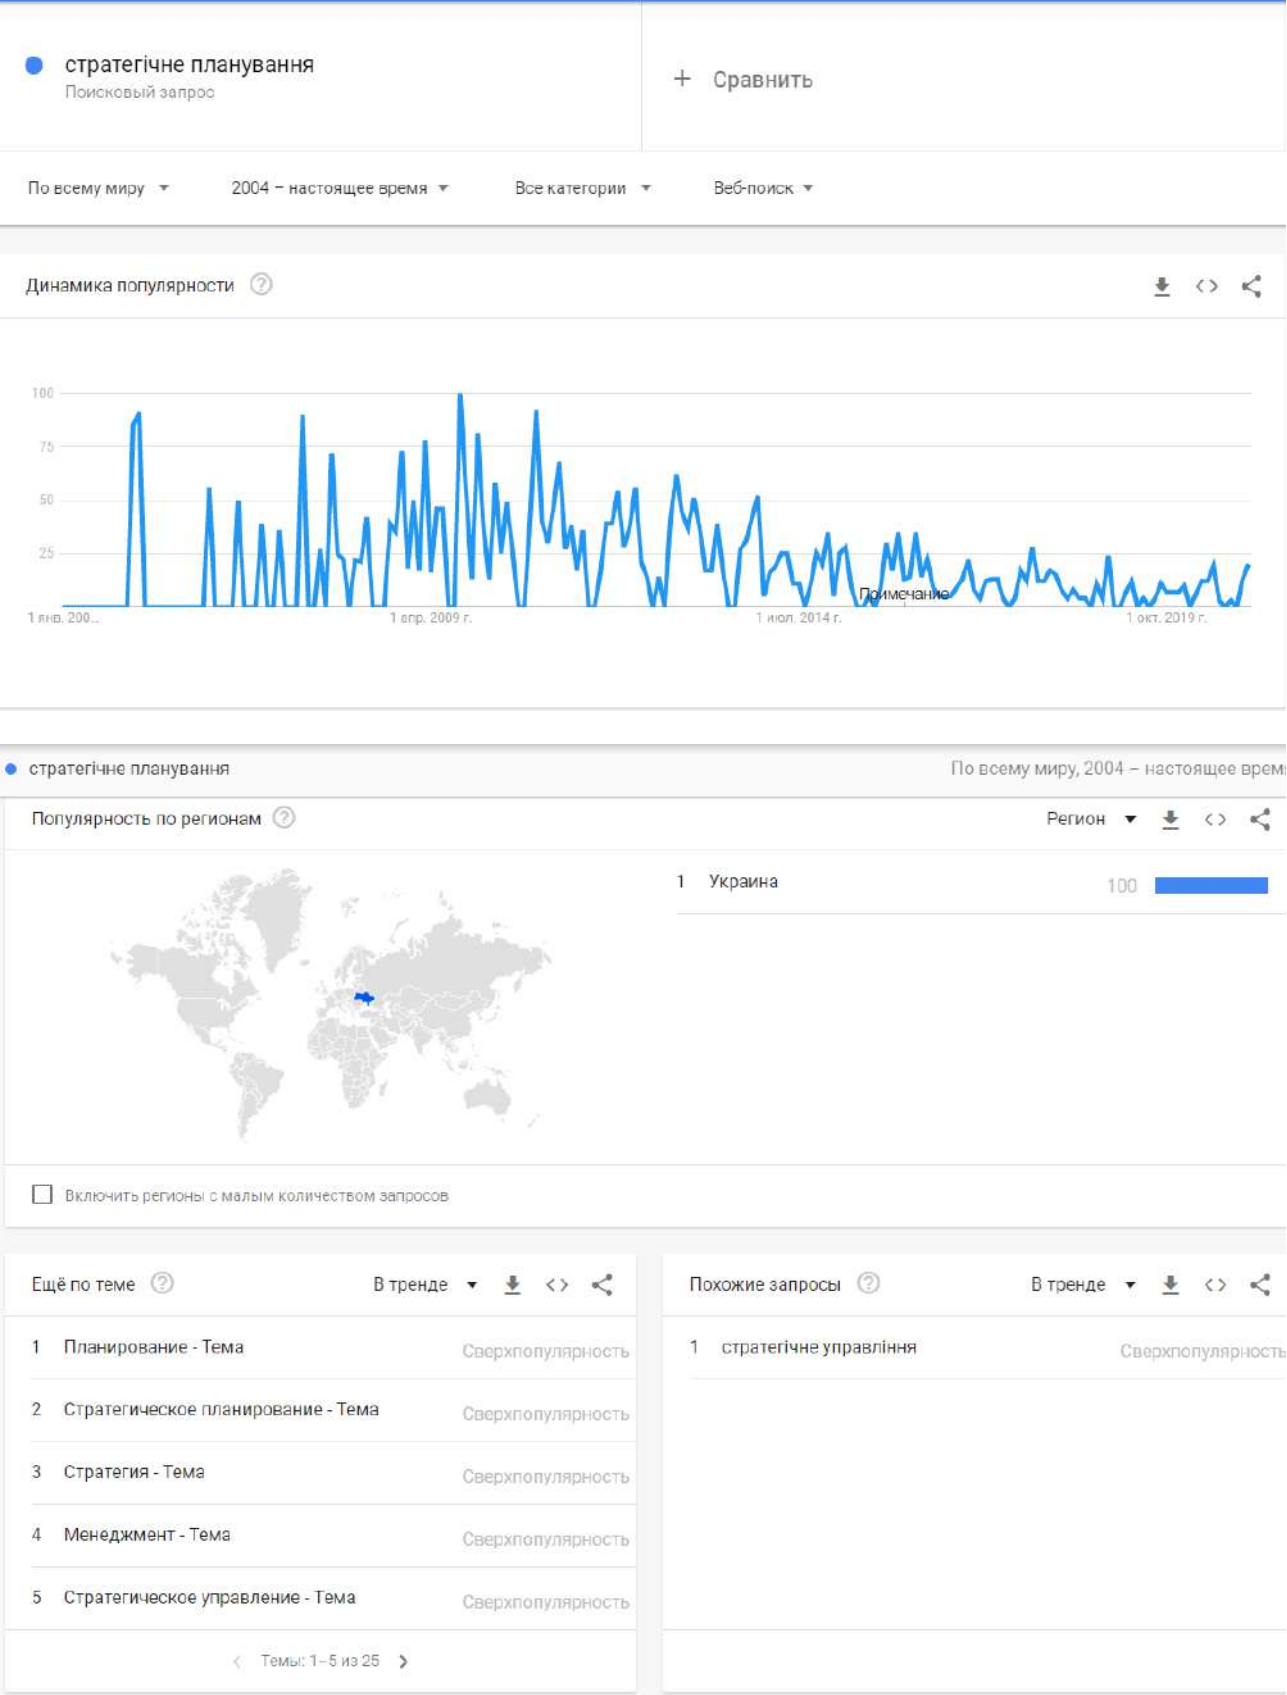 стратегічне планування
Поисковый запрос
+ Сравнить
По всему миру
2004 – настоящее время
Все категории
Веб-поиск
Динамика популярности
100
75
50
25
Примечание
1 янв. 200...
1 апр. 2009 г.
1 июл. 2014 г.
1 окт. 2019 г.
стратегічне планування
По всему миру, 2004 – настоящее врем
Популярность по регионам
Регион
1 Украина 100
Включить регионы с малым количеством запросов
Ещё по теме
В тренде
1 Планирование - Тема Сверхпопулярность
2 Стратегическое планирование - Тема Сверхпопулярность
3 Стратегия - Тема Сверхпопулярность
4 Менеджмент - Тема Сверхпопулярность
5 Стратегическое управление - Тема Сверхпопулярность
Темы: 1–5 из 25
Похожие запросы
В тренде
1 стратегічне управління Сверхпопулярность